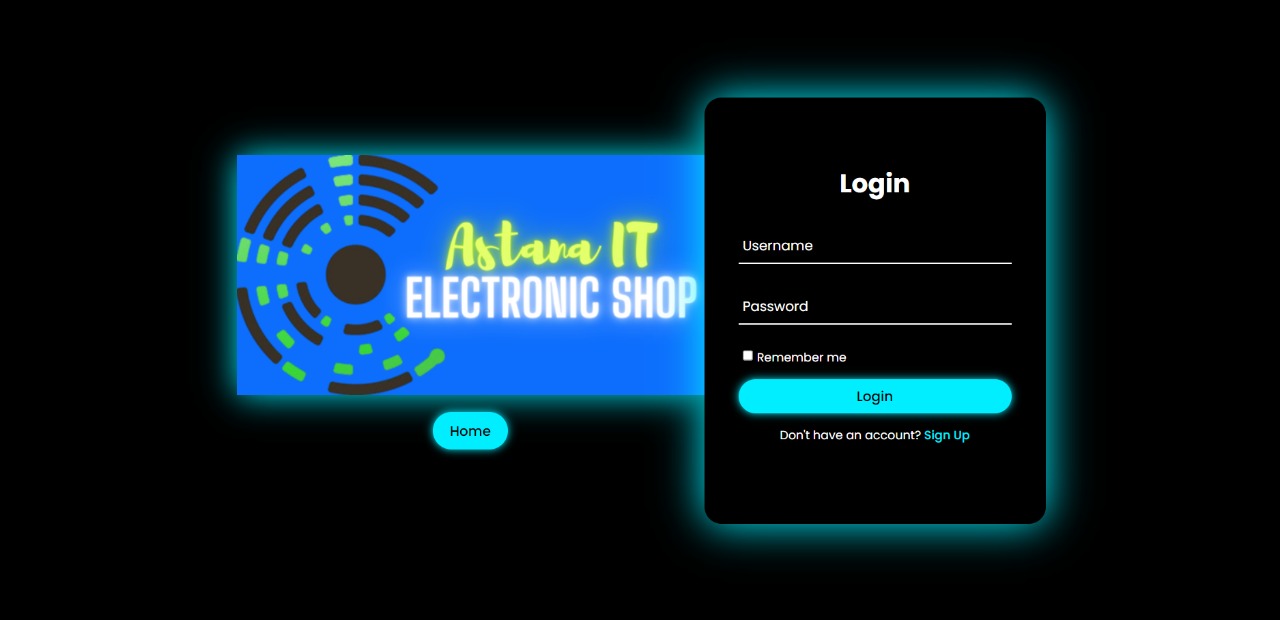 Astana IT
ELECTRONIC SHOP
Home
Login
Username
Password
Remember me
Login
Don't have an account? Sign Up